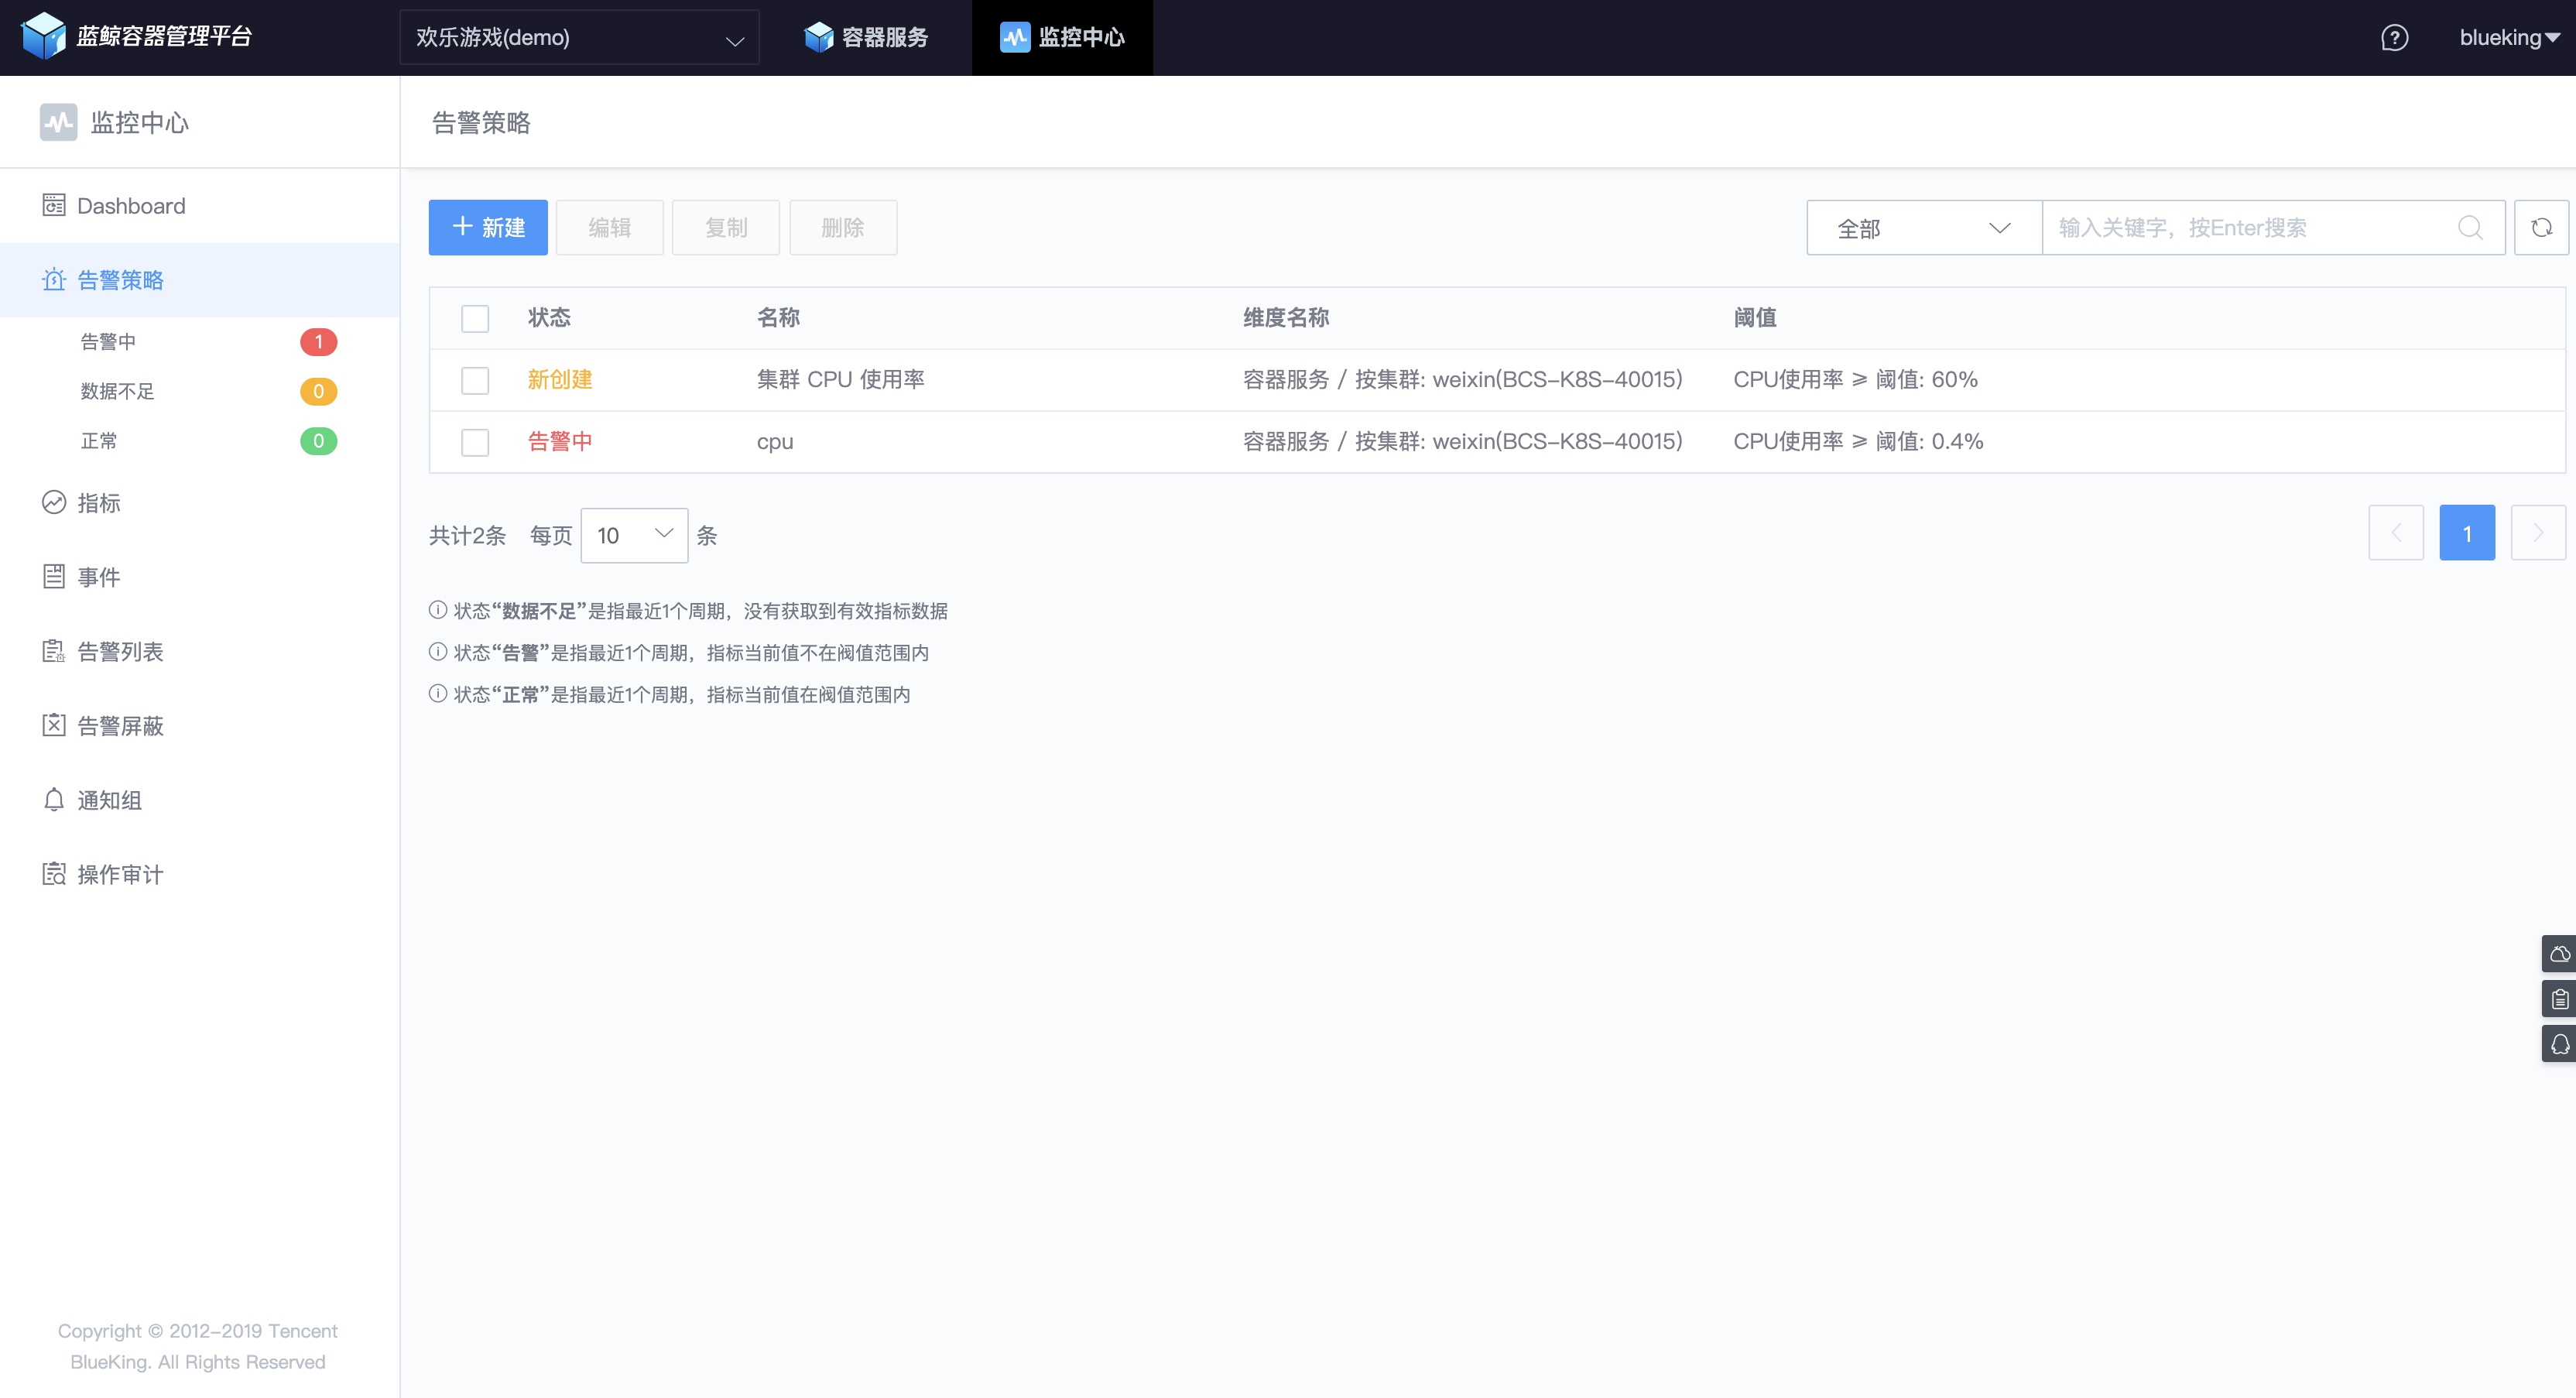 蓝鲸容器管理平台 欢乐游戏(demo) 容器服务 监控中心 blueking
监控中心
告警策略
Dashboard
告警策略
告警中 1
数据不足 0
正常 0
指标
事件
告警列表
告警屏蔽
通知组
操作审计
Copyright © 2012-2019 Tencent
BlueKing. All Rights Reserved
+ 新建 编辑 复制 删除 全部 输入关键字，按Enter搜索
状态 名称 维度名称 阈值
新创建 集群 CPU 使用率 容器服务 / 按集群: weixin(BCS-K8S-40015) CPU使用率 ≥ 阈值: 60%
告警中 cpu 容器服务 / 按集群: weixin(BCS-K8S-40015) CPU使用率 ≥ 阈值: 0.4%
共计2条 每页 10 条 1
状态“数据不足”是指最近1个周期，没有获取到有效指标数据
状态“告警”是指最近1个周期，指标当前值不在阀值范围内
状态“正常”是指最近1个周期，指标当前值在阀值范围内